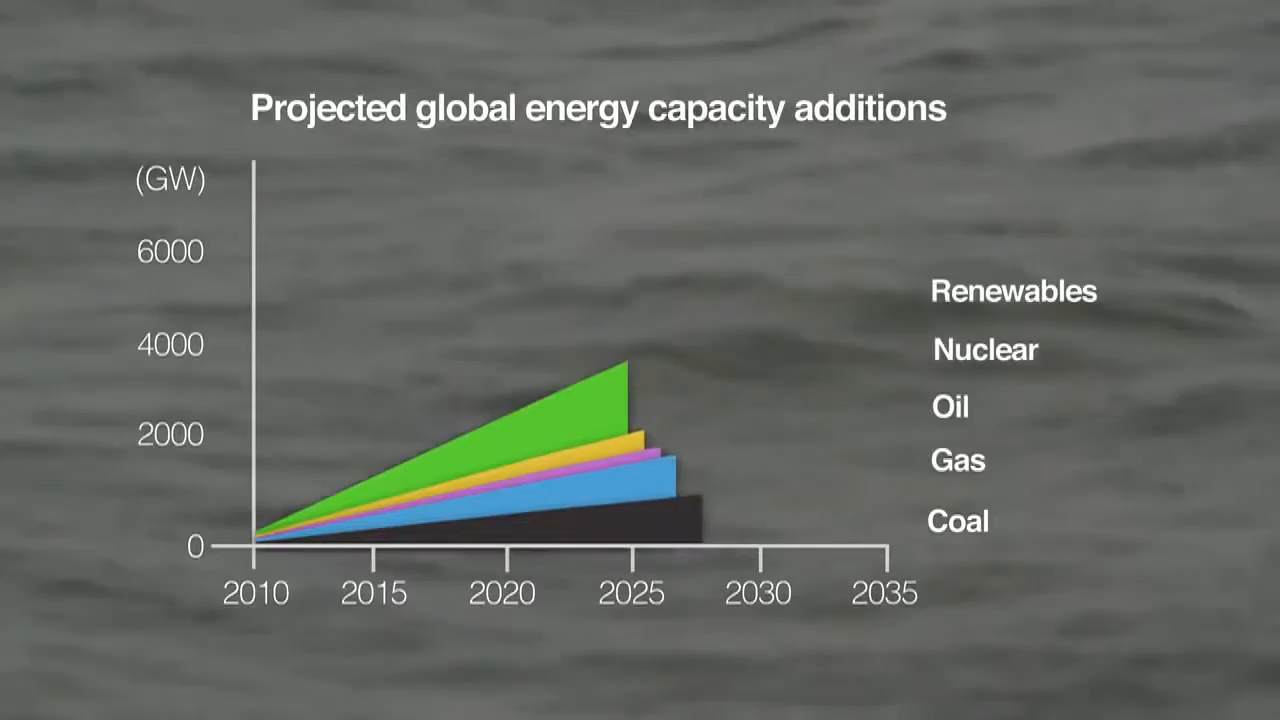 Projected global energy capacity additions
(GW)
6000
4000
2000
0
2010 2015 2020 2025 2030 2035
Renewables
Nuclear
Oil
Gas
Coal